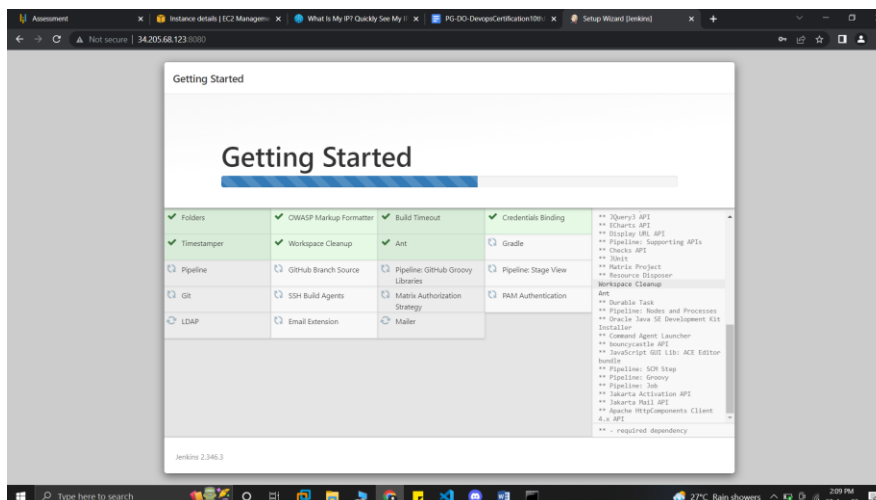 Assessment
Instance details | EC2 Manageme
What Is My IP? Quickly See My I
PG-DO-DevopsCertification10th
Setup Wizard [Jenkins]
Not secure | 34.205.68.123:8080
Getting Started
Getting Started
Folders
OWASP Markup Formatter
Build Timeout
Credentials Binding
Timestamper
Workspace Cleanup
Ant
Gradle
Pipeline
GitHub Branch Source
Pipeline: GitHub Groovy
Libraries
Pipeline: Stage View
Git
SSH Build Agents
Matrix Authorization
Strategy
PAM Authentication
LDAP
Email Extension
Mailer
** JQuery3 API
** ECharts API
** Display URL API
** Pipeline: Supporting APIs
** Checks API
** JUnit
** Matrix Project
** Resource Disposer
Workspace Cleanup
Ant
** Durable Task
** Pipeline: Nodes and Processes
** Oracle Java SE Development Kit
Installer
** Command Agent Launcher
** bouncycastle API
** JavaScript GUI Lib: ACE Editor
bundle
** Pipeline: SCM Step
** Pipeline: Groovy
** Pipeline: Job
** Jakarta Activation API
** Jakarta Mail API
** Apache HttpComponents Client
4.x API
** - required dependency
Jenkins 2.346.3
Type here to search
27°C Rain showers
2:09 PM